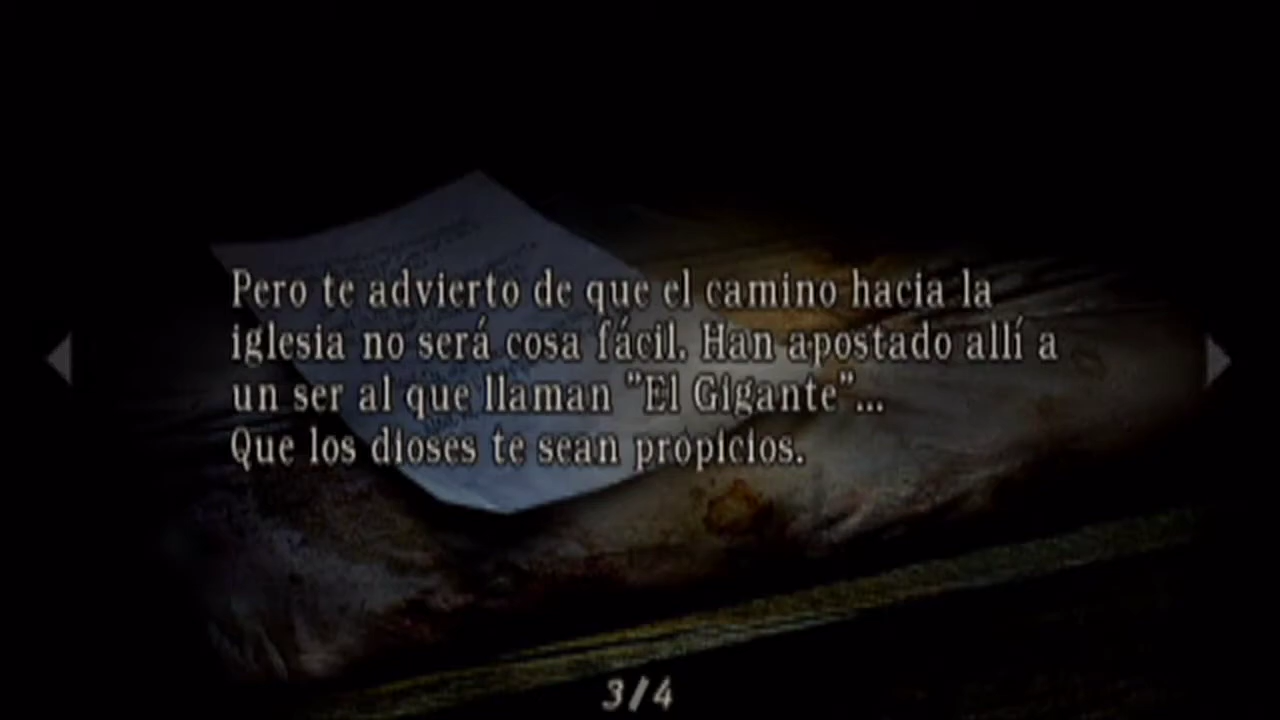 Pero te advierto de que el camino hacia la
iglesia no será cosa fácil. Han apostado allí a
un ser al que llaman "El Gigante"...
Que los dioses te sean propicios.
3/4